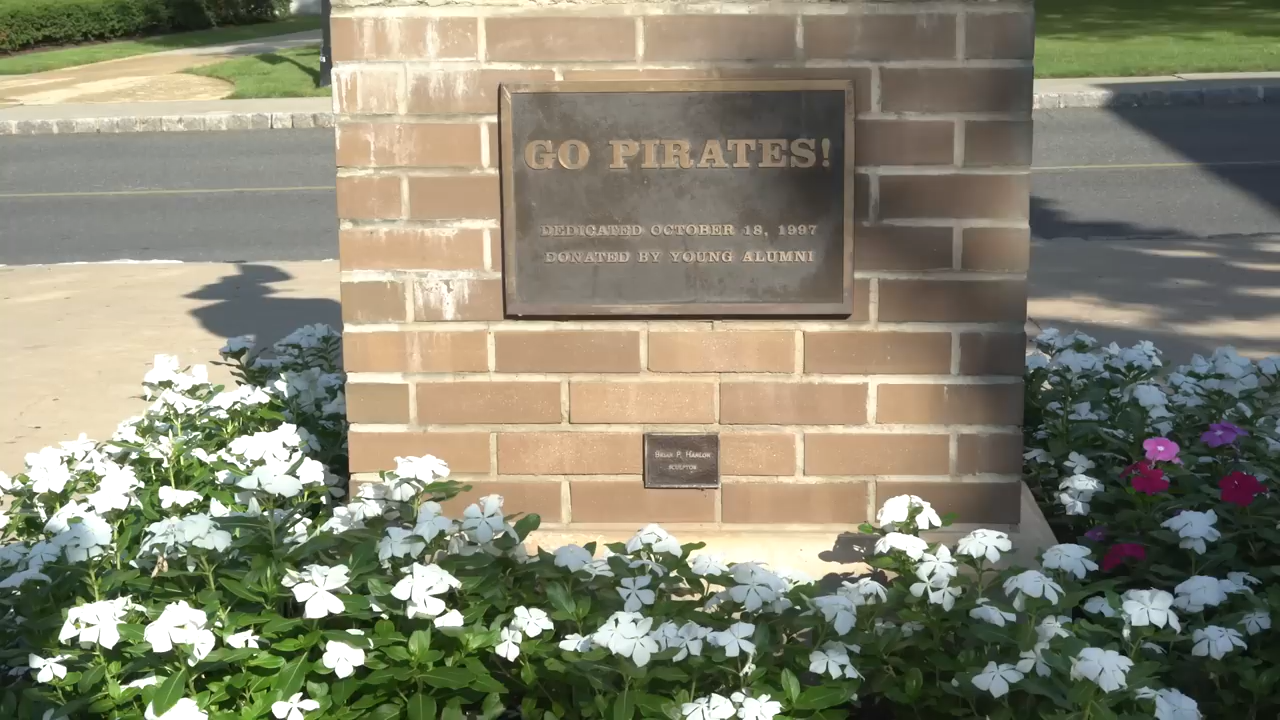 GO PIRATES!
DEDICATED OCTOBER 18, 1997
DONATED BY YOUNG ALUMNI
BRIAN P. HANLON
SCULPTOR